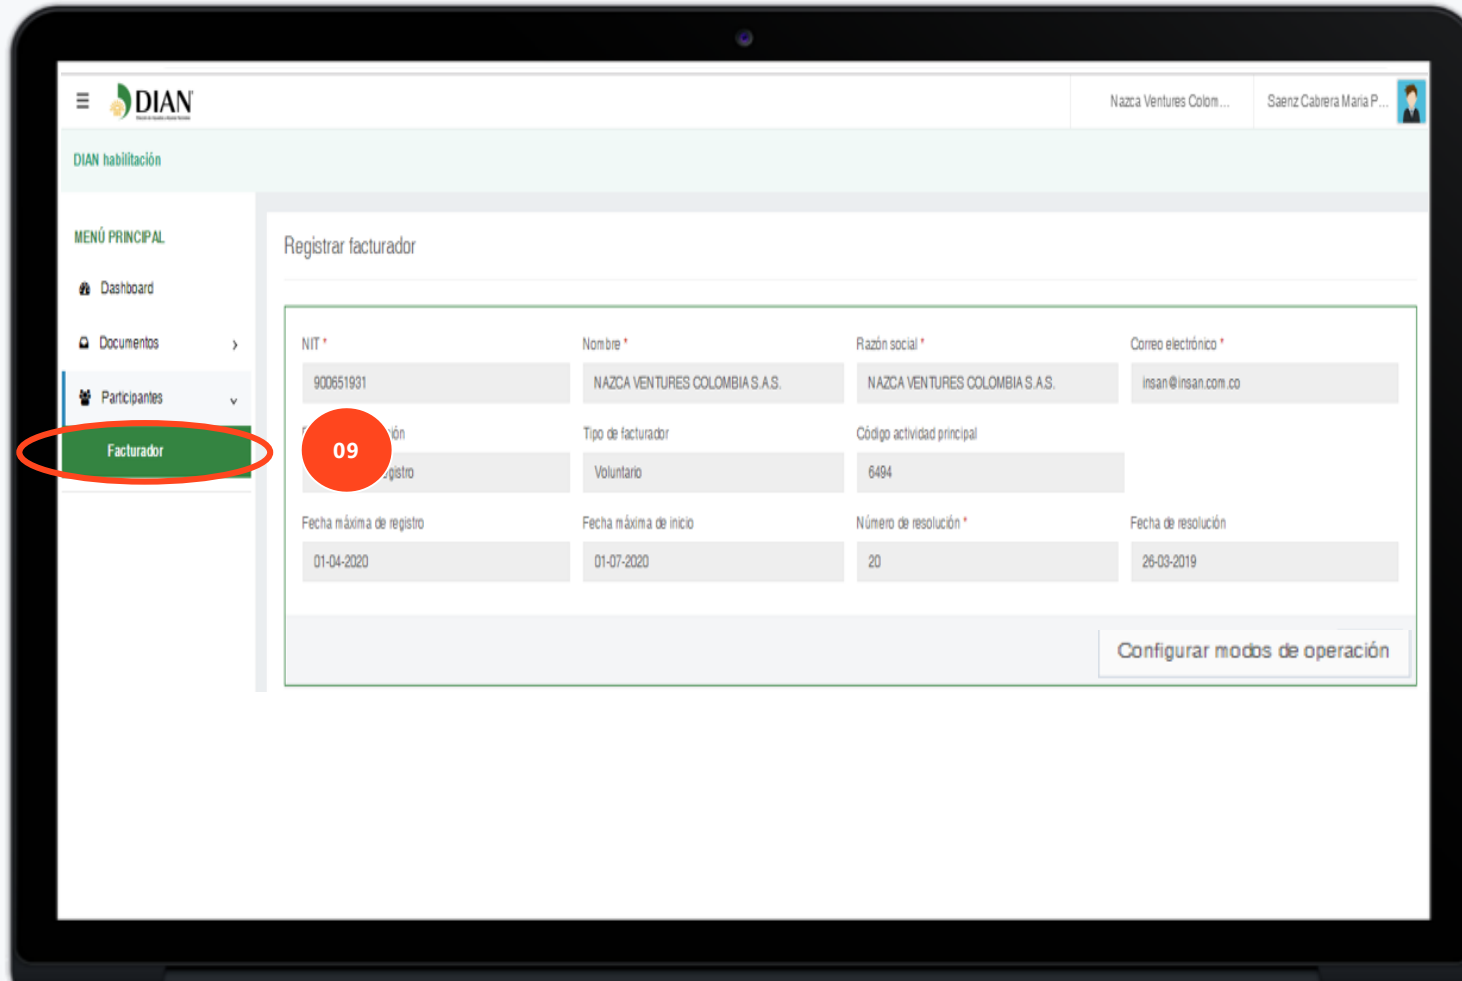 DIAN
Nazca Ventures Colom...
Saenz Cabrera Maria P...
DIAN habilitación
MENÚ PRINCIPAL
Dashboard
Documentos
Participantes
Facturador
09
Registrar facturador
NIT *
Nombre *
Razón social *
Correo electrónico *
900651931
NAZCA VENTURES COLOMBIA S.A.S.
NAZCA VENTURES COLOMBIA S.A.S.
insan@insan.com.co
Tipo de facturador
Código actividad principal
Voluntario
6494
Fecha máxima de registro
Fecha máxima de inicio
Número de resolución *
Fecha de resolución
01-04-2020
01-07-2020
20
26-03-2019
Configurar modos de operación